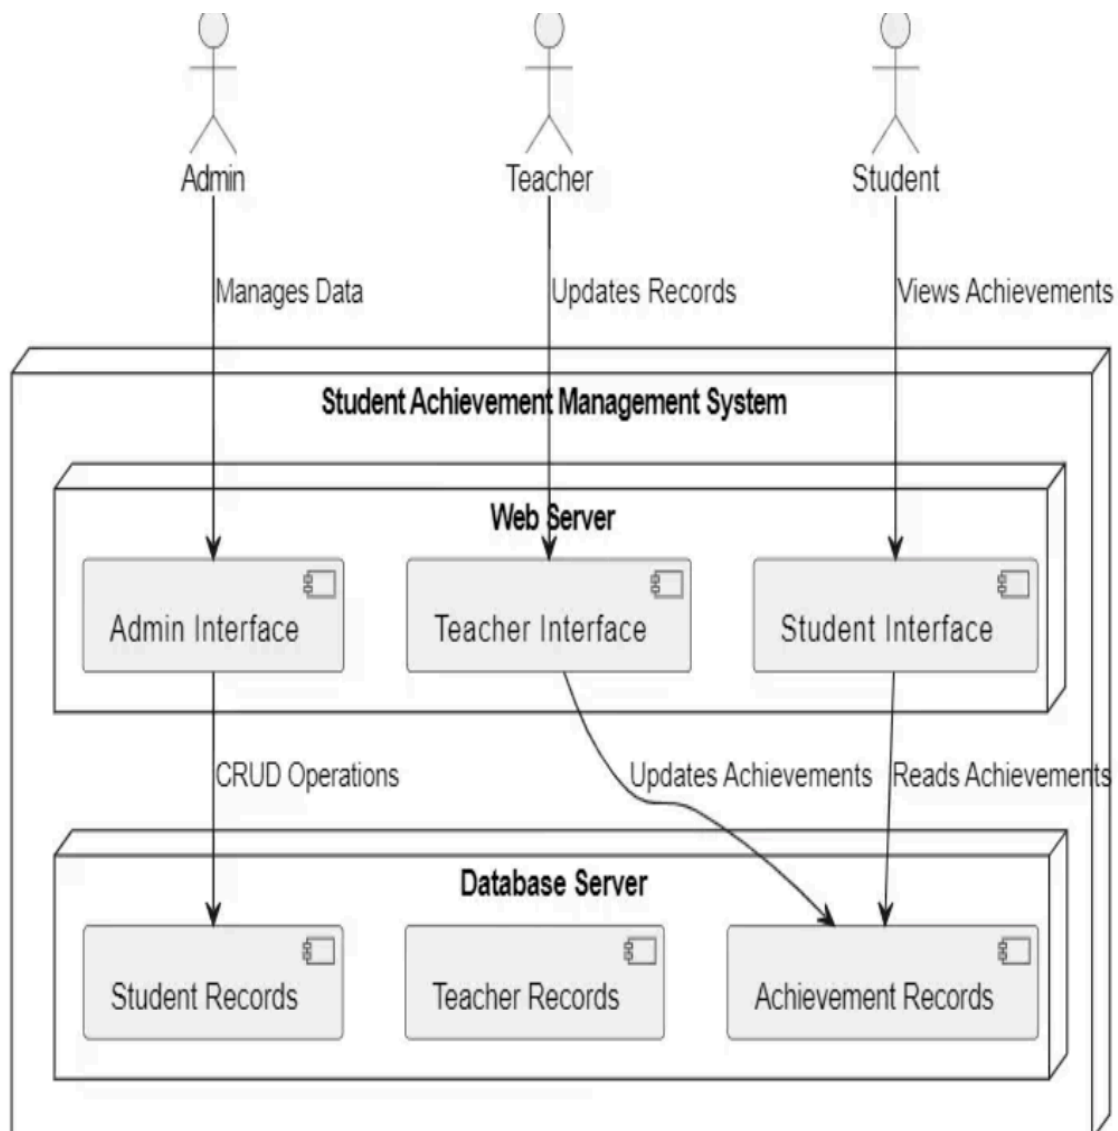 Admin Teacher Student
Manages Data Updates Records Views Achievements
Student Achievement Management System
Web Server
Admin Interface Teacher Interface Student Interface
CRUD Operations Updates Achievements Reads Achievements
Database Server
Student Records Teacher Records Achievement Records